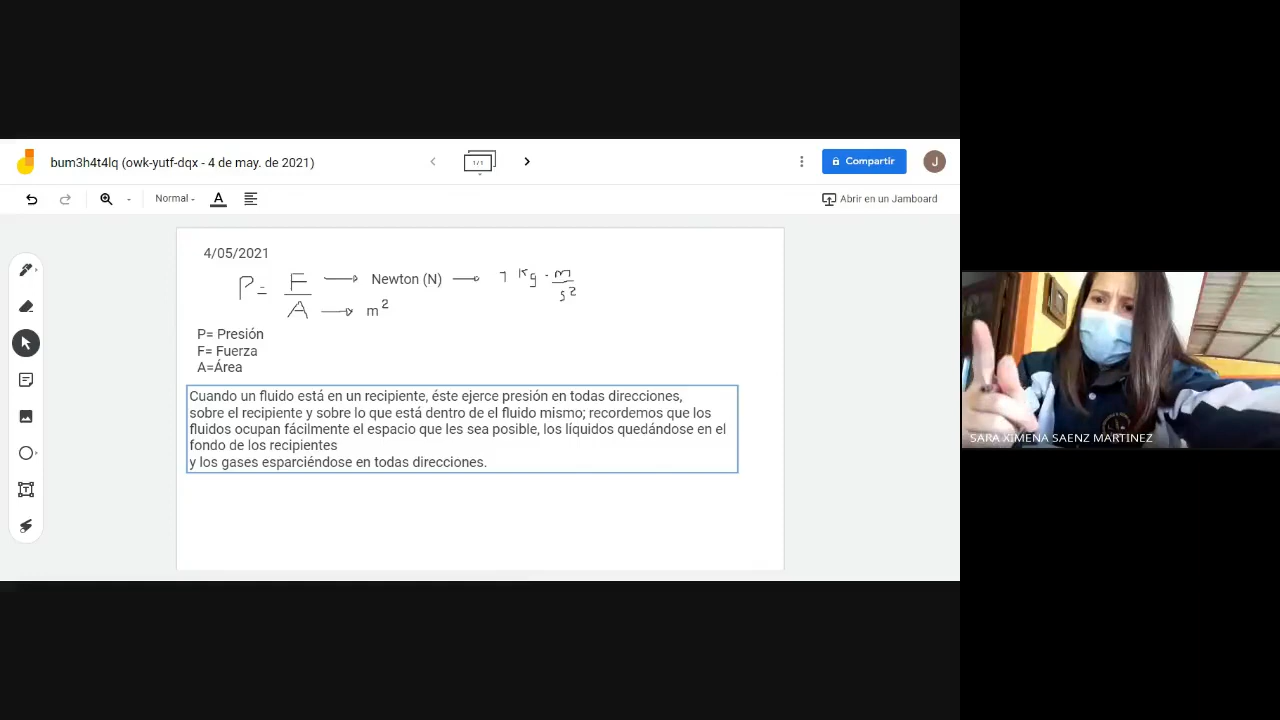 bum3h4t4lq (owk-yutf-dqx - 4 de may. de 2021)
1/1
Compartir
J
Normal
A
Abrir en un Jamboard
4/05/2021
P= F/A → Newton (N) → 1 Kg · m/s²
→ m²
P= Presión
F= Fuerza
A=Área
Cuando un fluido está en un recipiente, éste ejerce presión en todas direcciones,
sobre el recipiente y sobre lo que está dentro de el fluido mismo; recordemos que los
fluidos ocupan fácilmente el espacio que les sea posible, los líquidos quedándose en el
fondo de los recipientes
y los gases esparciéndose en todas direcciones.
SARA XIMENA SAENZ MARTINEZ